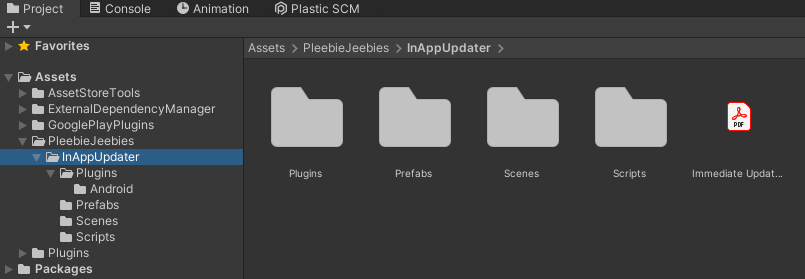 Project
Console
Animation
Plastic SCM
Favorites
Assets
AssetStoreTools
ExternalDependencyManager
GooglePlayPlugins
PleebieJeebies
InAppUpdater
Plugins
Android
Prefabs
Scenes
Scripts
Plugins
Packages
Assets > PleebieJeebies > InAppUpdater >
Plugins
Prefabs
Scenes
Scripts
PDF
Immediate Updat...